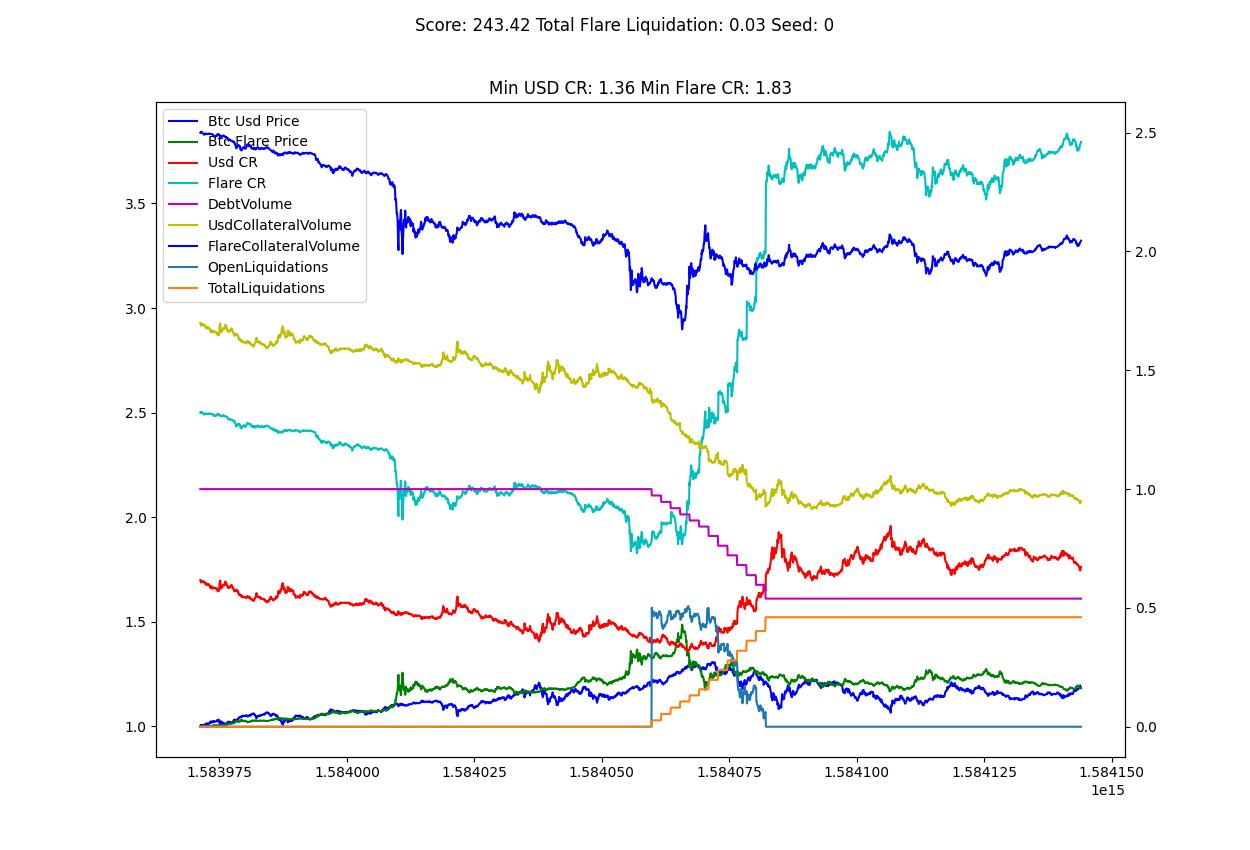 Score: 243.42 Total Flare Liquidation: 0.03 Seed: 0
Min USD CR: 1.36 Min Flare CR: 1.83
Btc Usd Price
Btc Flare Price
Usd CR
Flare CR
DebtVolume
UsdCollateralVolume
FlareCollateralVolume
OpenLiquidations
TotalLiquidations
3.5
3.0
2.5
2.0
1.5
1.0
2.5
2.0
1.5
1.0
0.5
0.0
1.583975 1.584000 1.584025 1.584050 1.584075 1.584100 1.584125 1.584150
1e15